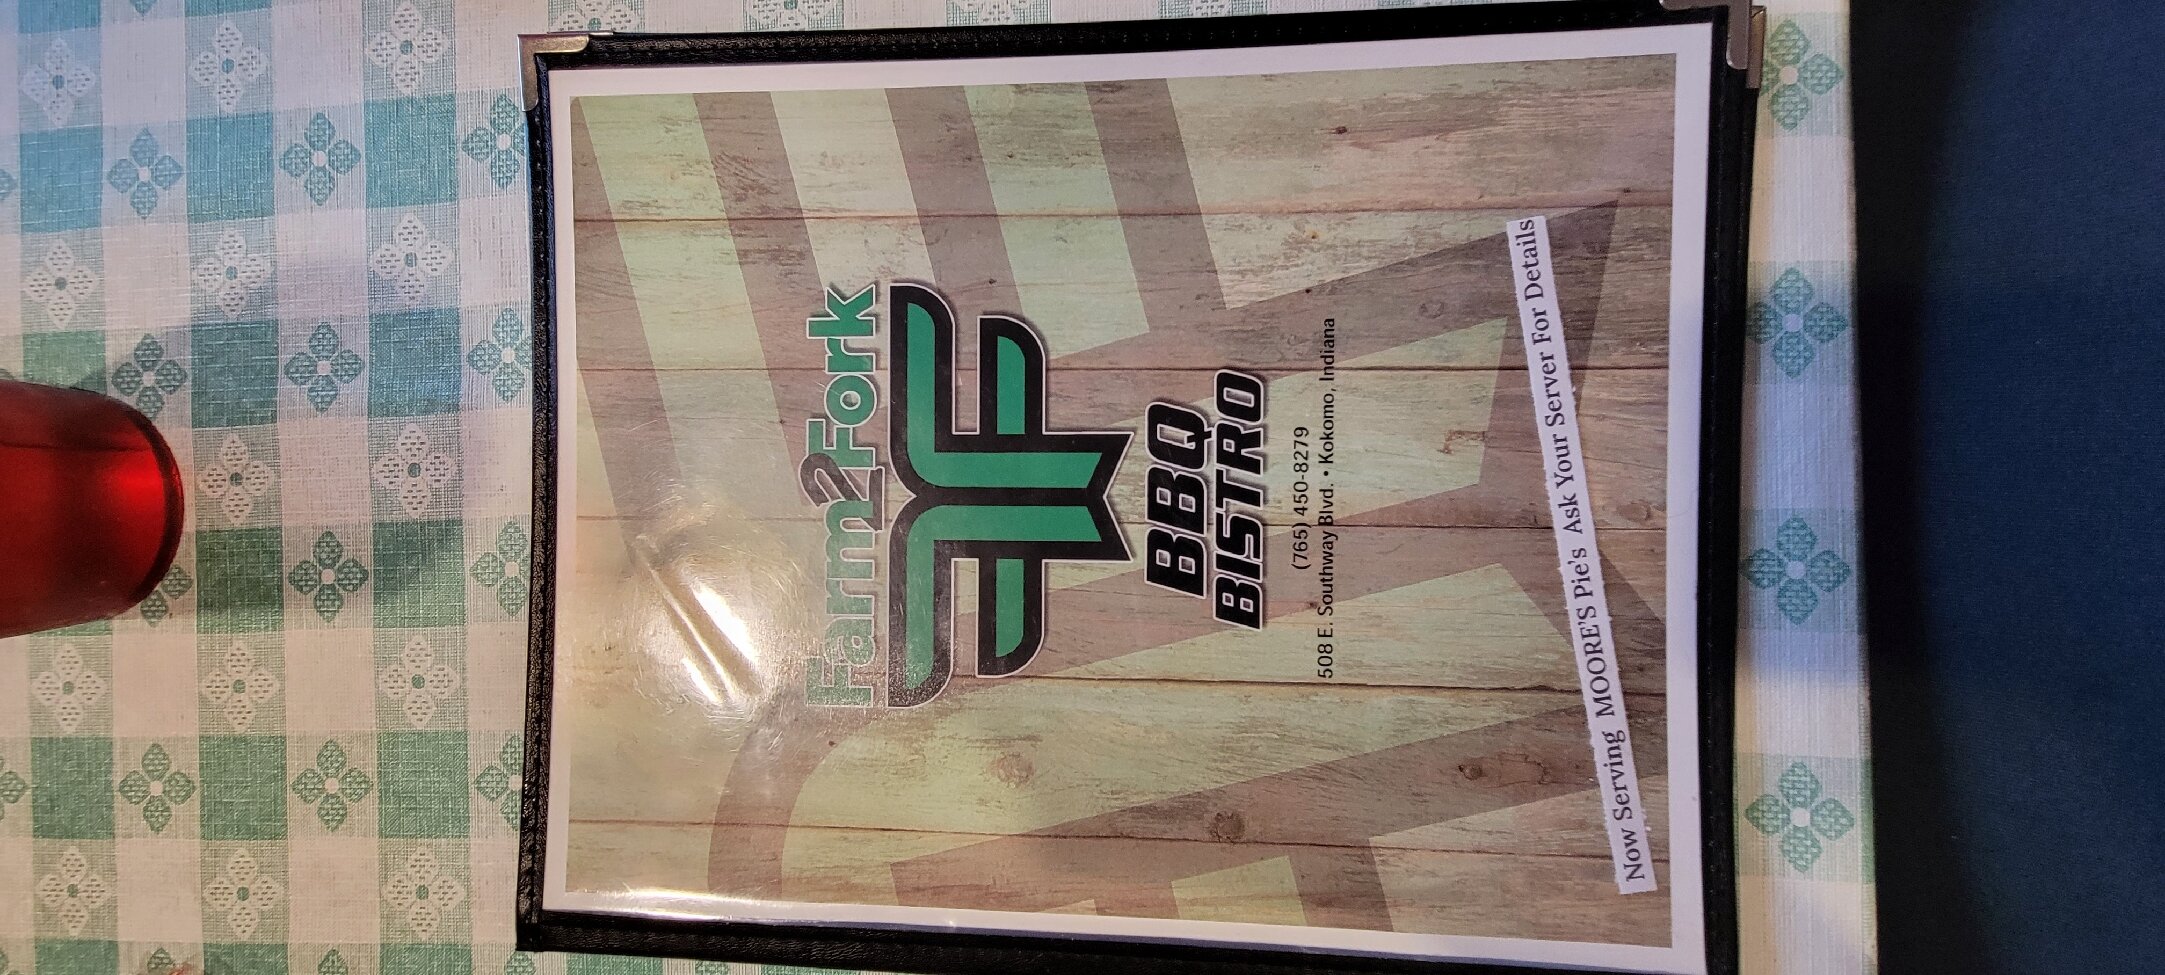 Farm2Fork
BBQ
BISTRO
(765) 450-8279
508 E. Southway Blvd. • Kokomo, Indiana
Now Serving MOORE'S Pie's Ask Your Server For Details